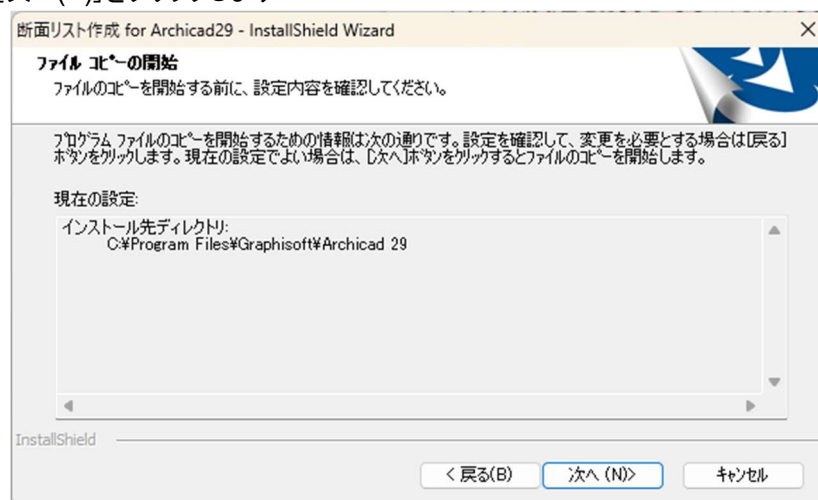 断面リスト作成 for Archicad29 - InstallShield Wizard
ファイル コピーの開始
ファイルのコピーを開始する前に、設定内容を確認してください。
プログラム ファイルのコピーを開始するための情報は次の通りです。設定を確認して、変更を必要とする場合は[戻る]
ボタンをクリックします。現在の設定でよい場合は、[次へ]ボタンをクリックするとファイルのコピーを開始します。
現在の設定:
インストール先ディレクトリ:
C:¥Program Files¥Graphisoft¥Archicad 29
InstallShield
< 戻る(B)
次へ (N)>
キャンセル